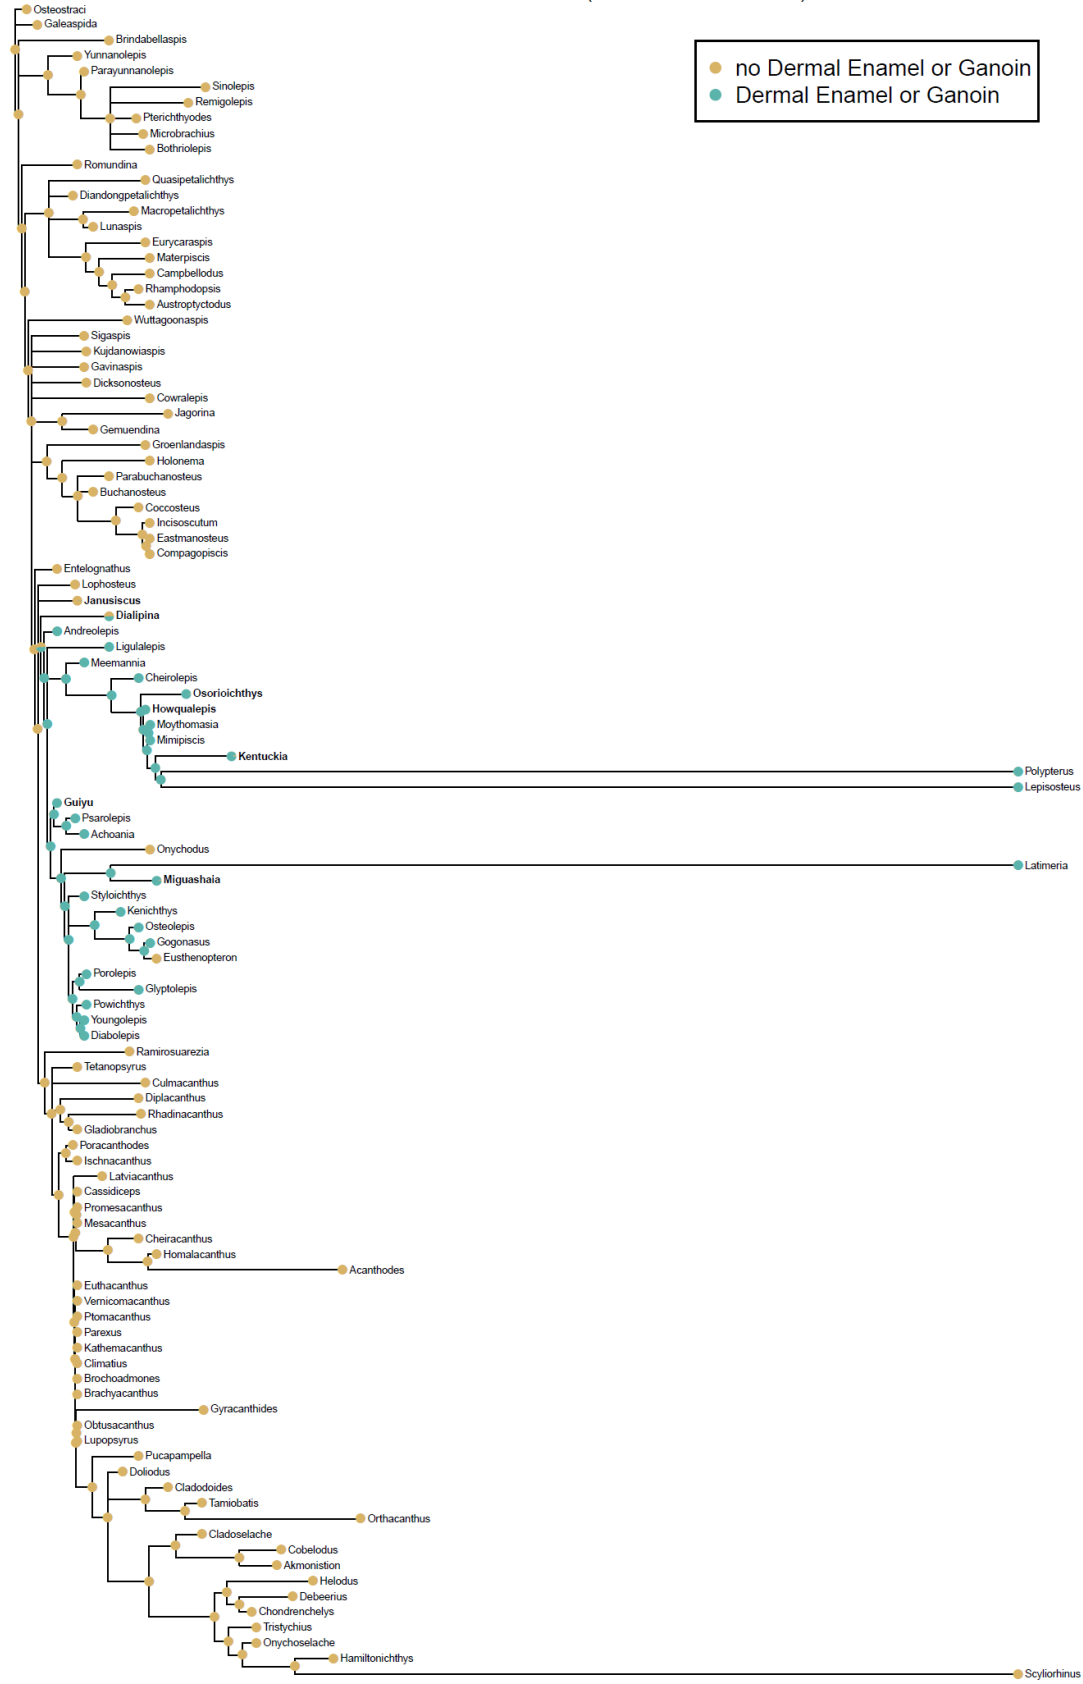 Osteostraci
Galeaspida
Brindabellaspis
Yunnanolepis
Parayunnanolepis
Sinolepis
Remigolepis
Pterichthyodes
Microbrachius
Bothriolepis
no Dermal Enamel or Ganoin
Dermal Enamel or Ganoin
Romundina
Quasipetalichthys
Diandongpetalichthys
Macropetalichthys
Lunaspis
Eurycaraspis
Materpiscis
Campbellodus
Rhamphodopsis
Austroptyctodus
Wuttagoonaspis
Sigaspis
Kujdanowiaspis
Gavinaspis
Dicksonosteus
Cowralepis
Jagorina
Gemuendina
Groenlandaspis
Holonema
Parabuchanosteus
Buchanosteus
Coccosteus
Incisoscutum
Eastmanosteus
Compagopiscis
Entelognathus
Lophosteus
Janusiscus
Dialipina
Andreolepis
Ligulalepis
Meemannia
Cheirolepis
Osorioichthys
Howqualepis
Moythomasia
Mimipiscis
Kentuckia
Polypterus
Lepisosteus
Guiyu
Psarolepis
Achoania
Onychodus
Latimeria
Miguashaia
Styloichthys
Kenichthys
Osteolepis
Gogonasus
Eusthenopteron
Porolepis
Glyptolepis
Powichthys
Youngolepis
Diabolepis
Ramirosuarezia
Tetanopsyrus
Culmacanthus
Diplacanthus
Rhadinacanthus
Gladiobranchus
Poracanthodes
Ischnacanthus
Latviacanthus
Cassidiceps
Promesacanthus
Mesacanthus
Cheiracanthus
Homalacanthus
Acanthodes
Euthacanthus
Vernicomacanthus
Ptomacanthus
Parexus
Kathemacanthus
Climatius
Brochoadmones
Brachyacanthus
Gyracanthides
Obtusacanthus
Lupopsyrus
Pucapampella
Doliodus
Cladodoides
Tamiobatis
Orthacanthus
Cladoselache
Cobelodus
Akmonistion
Helodus
Debeerius
Chondrenchelys
Tristychius
Onychoselache
Hamiltonichthys
Scyliorhinus